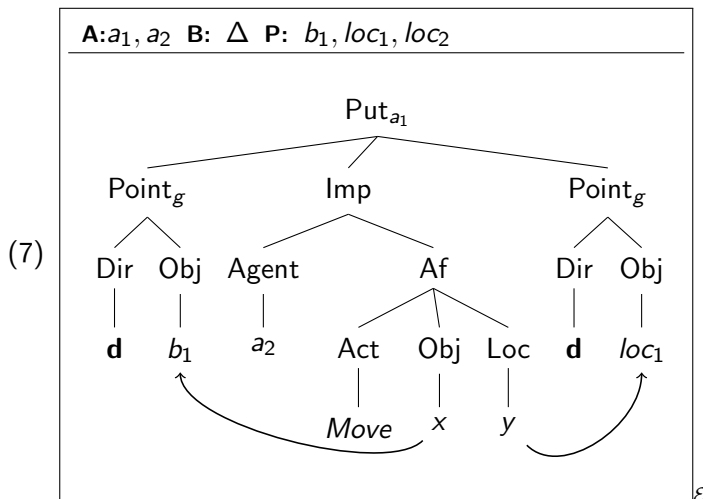 A:a₁, a₂ B: Δ P: b₁, loc₁, loc₂
Put_a₁
Point_g Imp Point_g
(7)
Dir Obj Agent Af Dir Obj
d b₁ a₂ Act Obj Loc d loc₁
Move x y